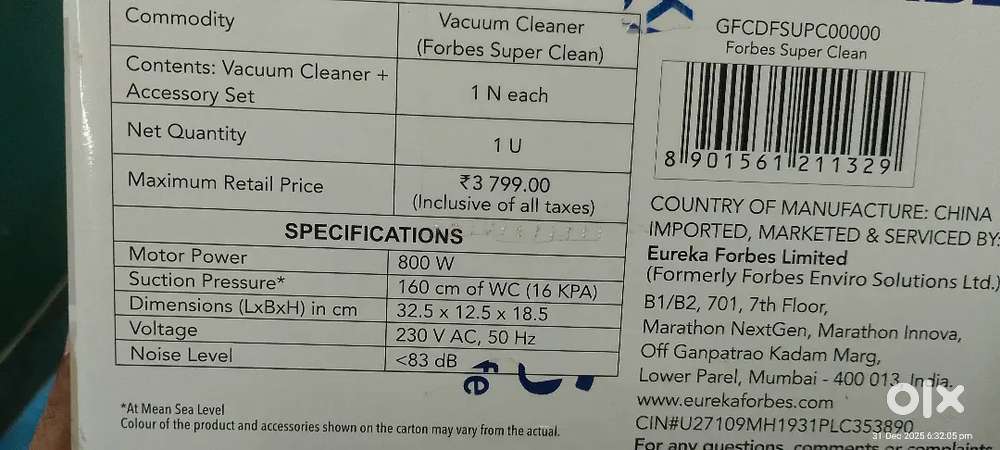 Commodity
Vacuum Cleaner
(Forbes Super Clean)
Contents: Vacuum Cleaner +
Accessory Set
1 N each
Net Quantity
1 U
Maximum Retail Price
₹3 799.00
(Inclusive of all taxes)
SPECIFICATIONS
Motor Power
800 W
Suction Pressure*
160 cm of WC (16 KPA)
Dimensions (LxBxH) in cm
32.5 x 12.5 x 18.5
Voltage
230 V AC, 50 Hz
Noise Level
<83 dB
*At Mean Sea Level
Colour of the product and accessories shown on the carton may vary from the actual.
GFCDFSUPC00000
Forbes Super Clean
8 901561 211329
COUNTRY OF MANUFACTURE: CHINA
IMPORTED, MARKETED & SERVICED BY:
Eureka Forbes Limited
(Formerly Forbes Enviro Solutions Ltd.)
B1/B2, 701, 7th Floor,
Marathon NextGen, Marathon Innova,
Off Ganpatrao Kadam Marg,
Lower Parel, Mumbai - 400 013, India.
www.eurekaforbes.com
CIN#U27109MH1931PLC353890
For any questions, comments or complaints
olx
31 Dec 2025 6:32:05 pm